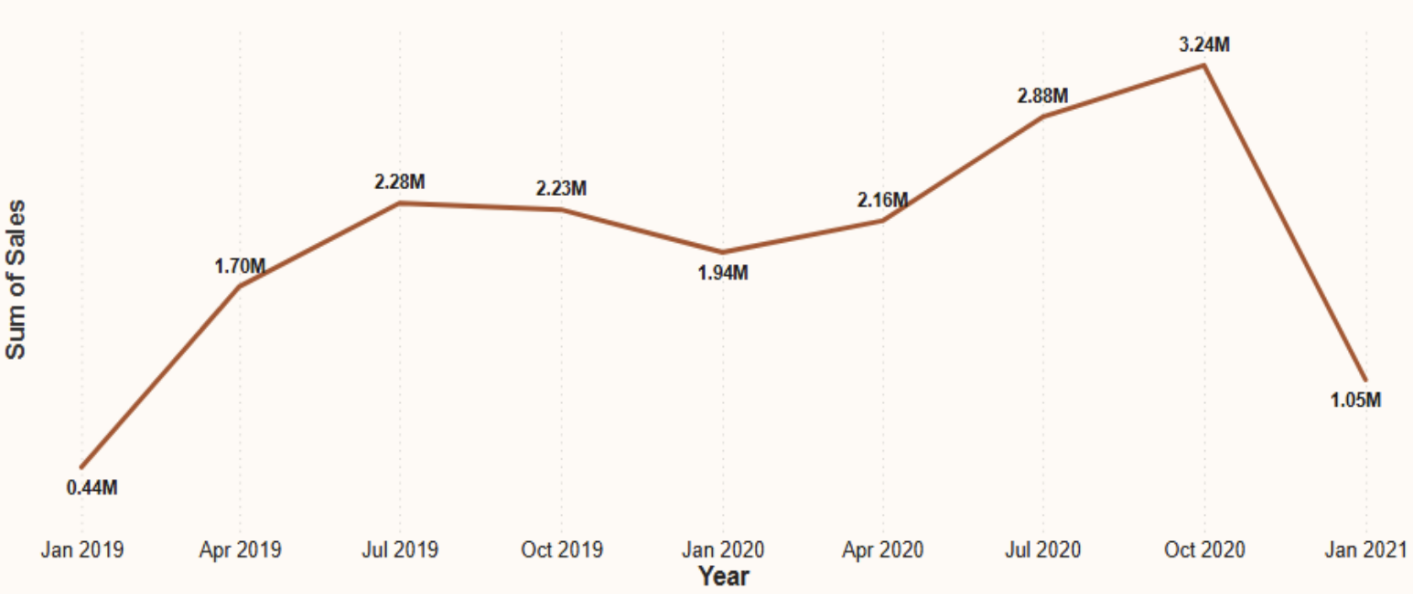 3.24M
2.88M
2.28M
2.23M
2.16M
1.70M
1.94M
1.05M
0.44M
Sum of Sales
Jan 2019 Apr 2019 Jul 2019 Oct 2019 Jan 2020 Apr 2020 Jul 2020 Oct 2020 Jan 2021
Year